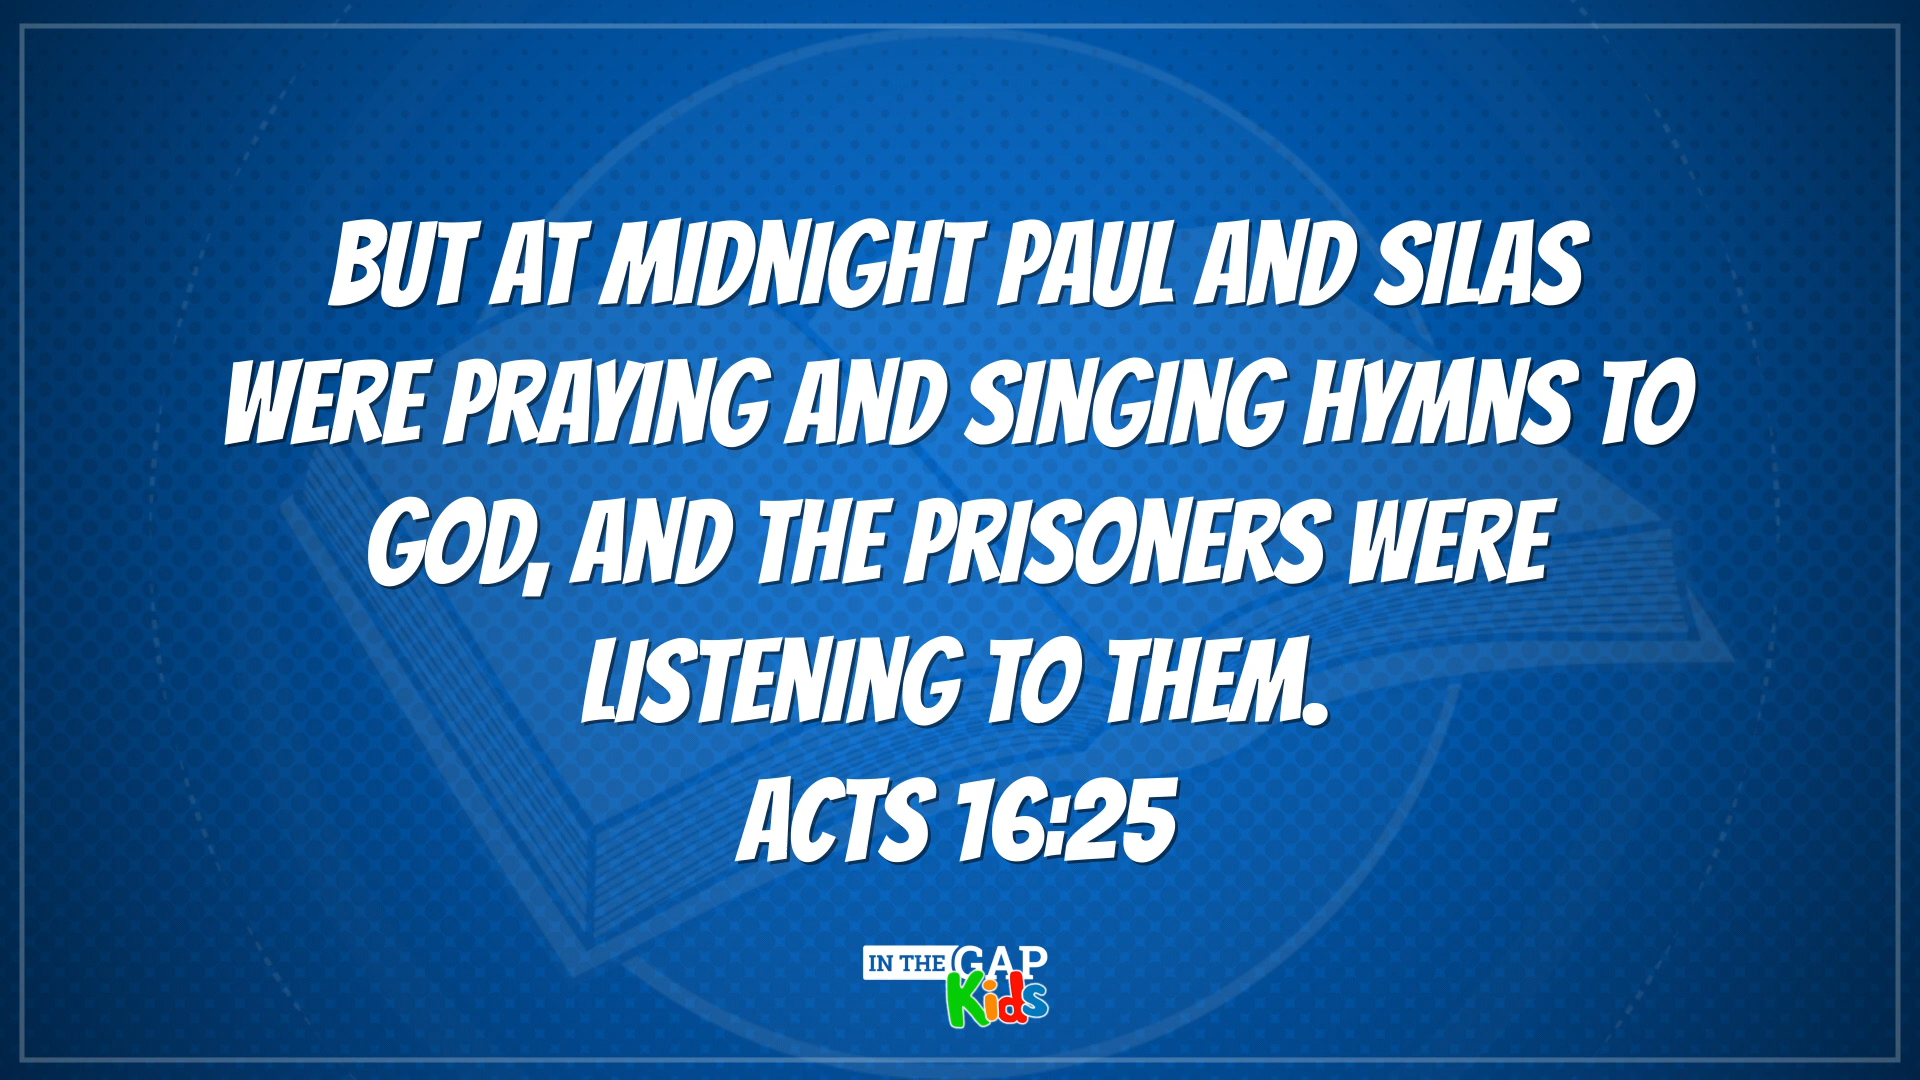 BUT AT MIDNIGHT PAUL AND SILAS
WERE PRAYING AND SINGING HYMNS TO
GOD, AND THE PRISONERS WERE
LISTENING TO THEM.
ACTS 16:25
IN THE GAP
Kids